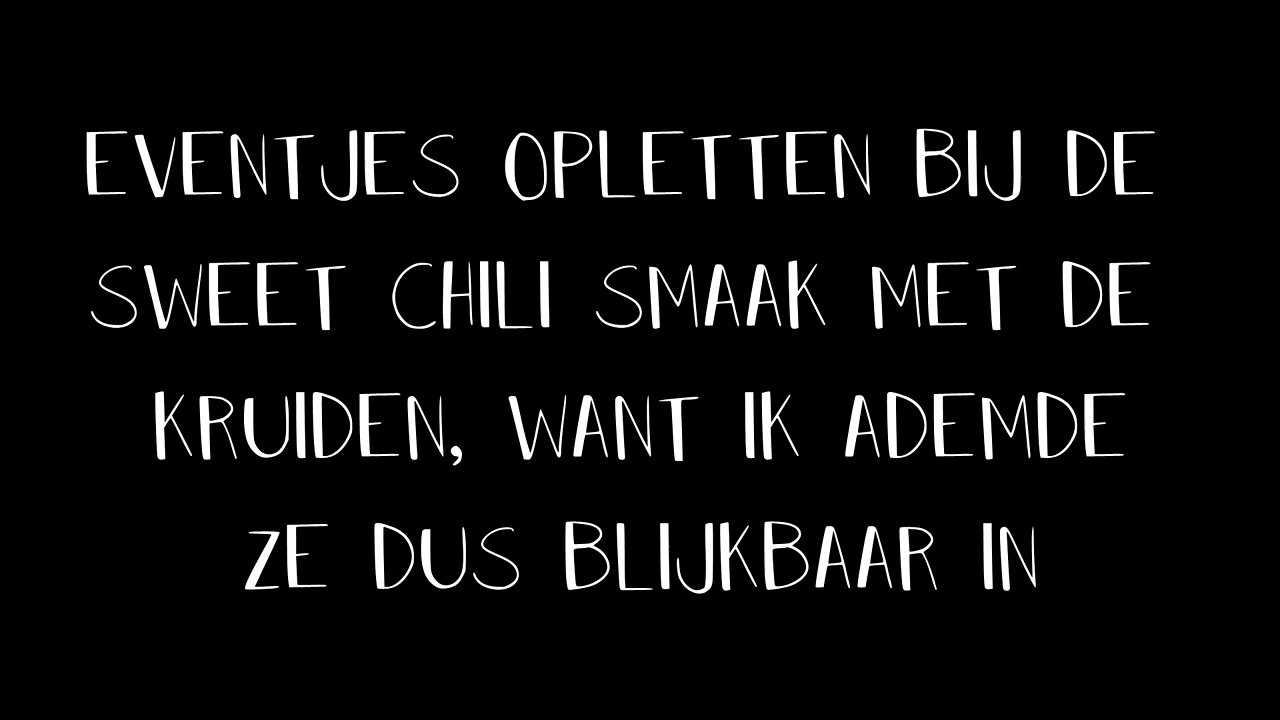 EVENTJES OPLETTEN BIJ DE
SWEET CHILI SMAAK MET DE
KRUIDEN, WANT IK ADEMDE
ZE DUS BLIJKBAAR IN